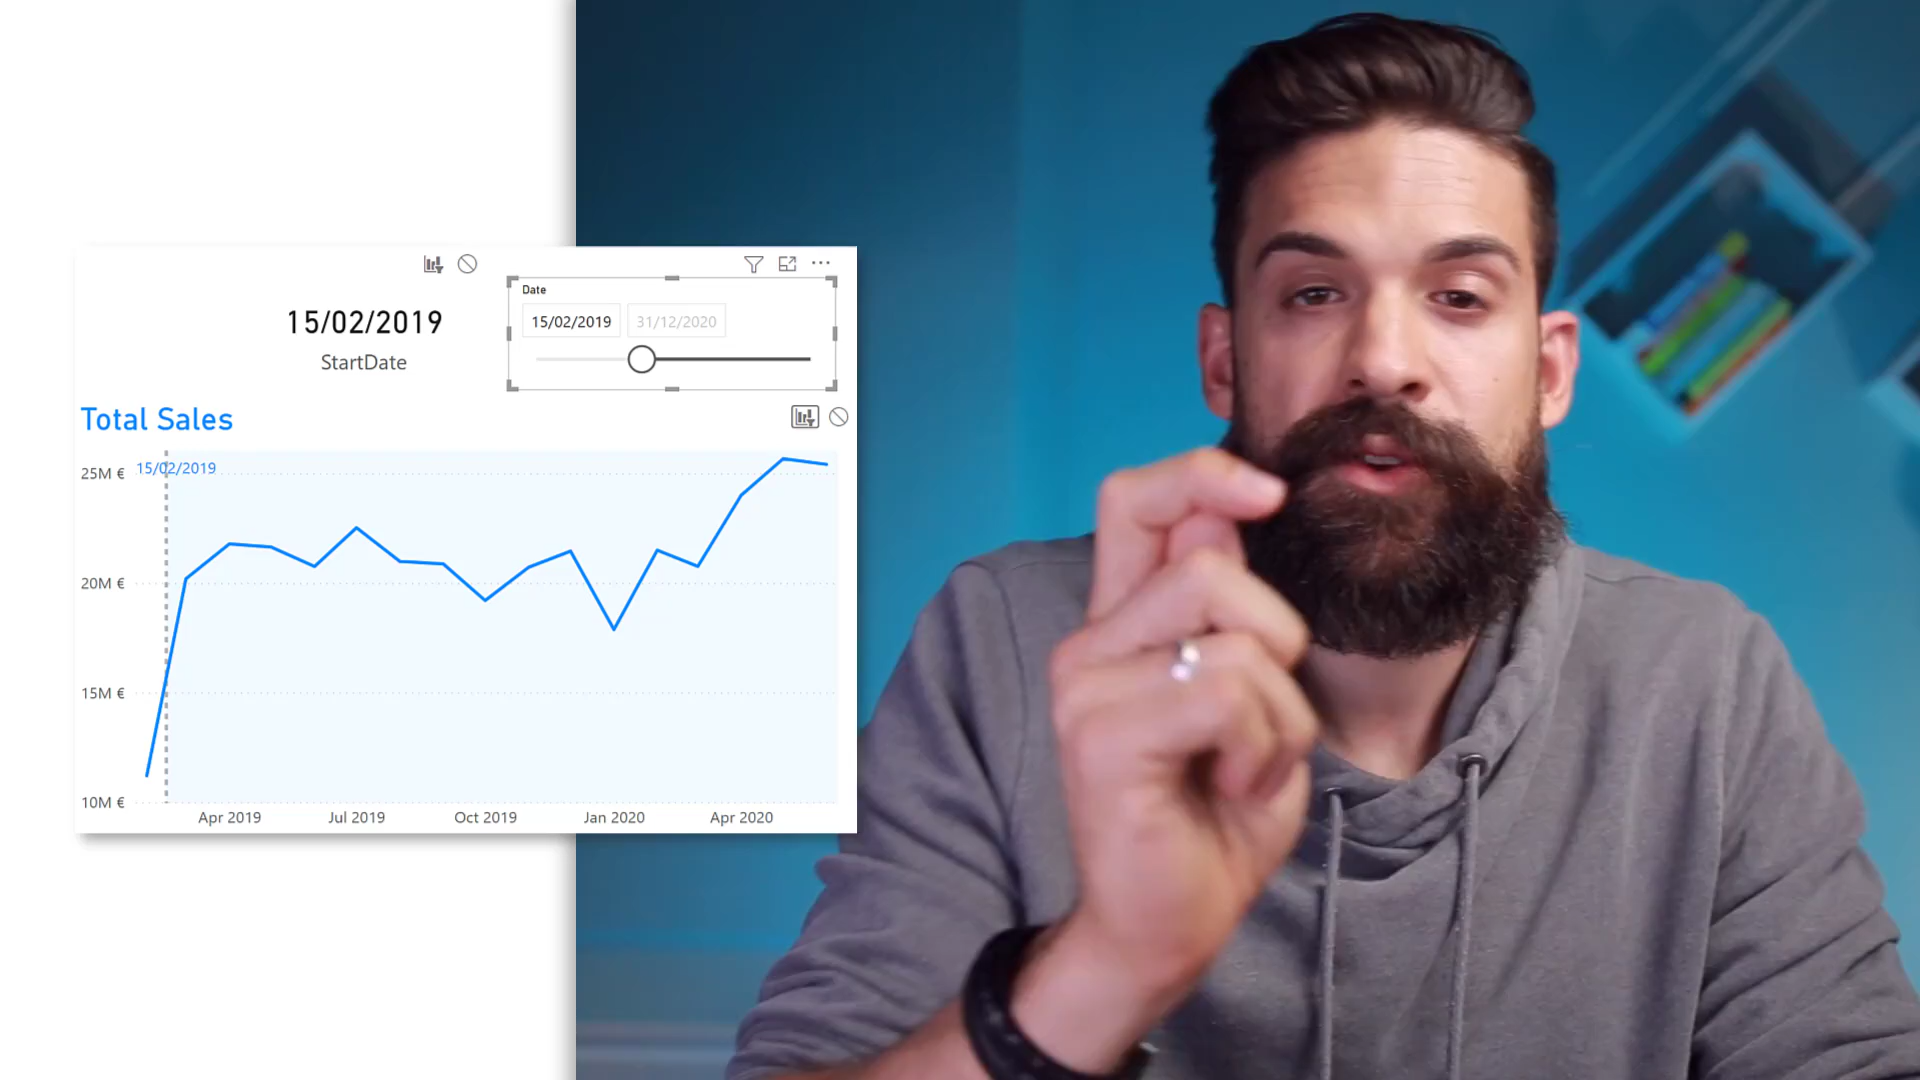 Date
15/02/2019
StartDate
15/02/2019 31/12/2020
Total Sales
25M €
20M €
15M €
10M €
15/02/2019
Apr 2019 Jul 2019 Oct 2019 Jan 2020 Apr 2020